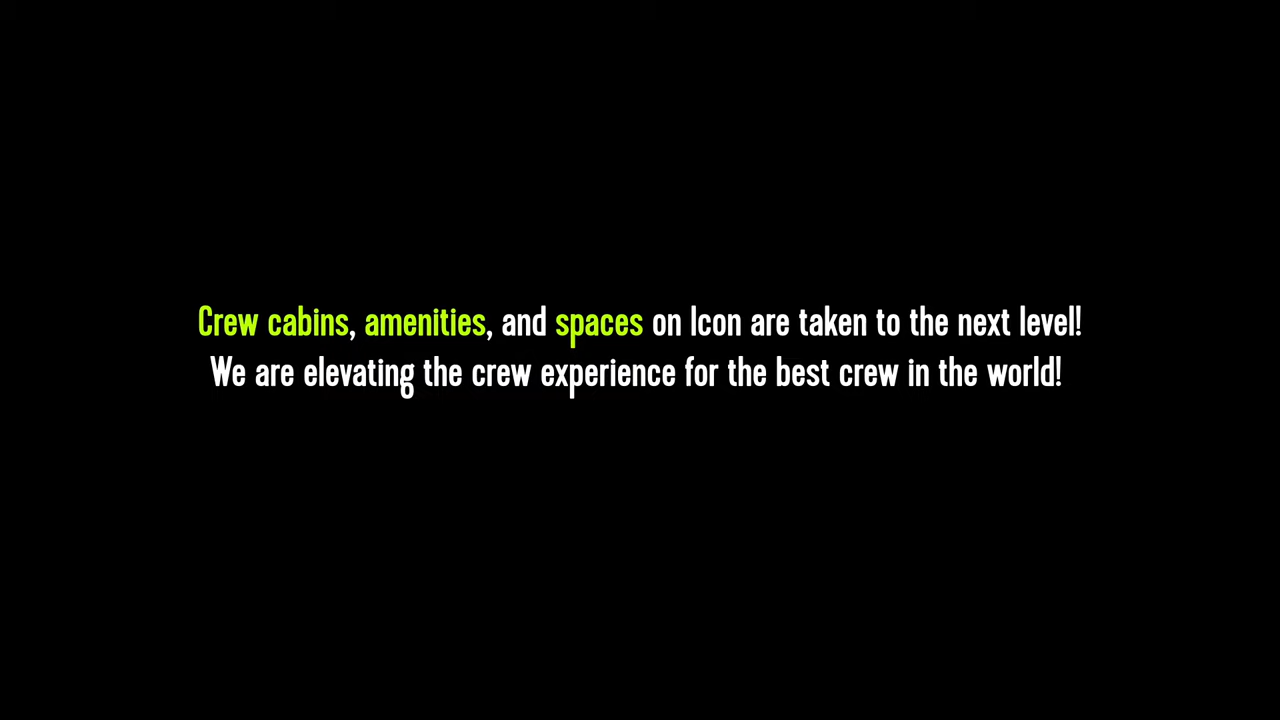 Crew cabins, amenities, and spaces on Icon are taken to the next level!
We are elevating the crew experience for the best crew in the world!